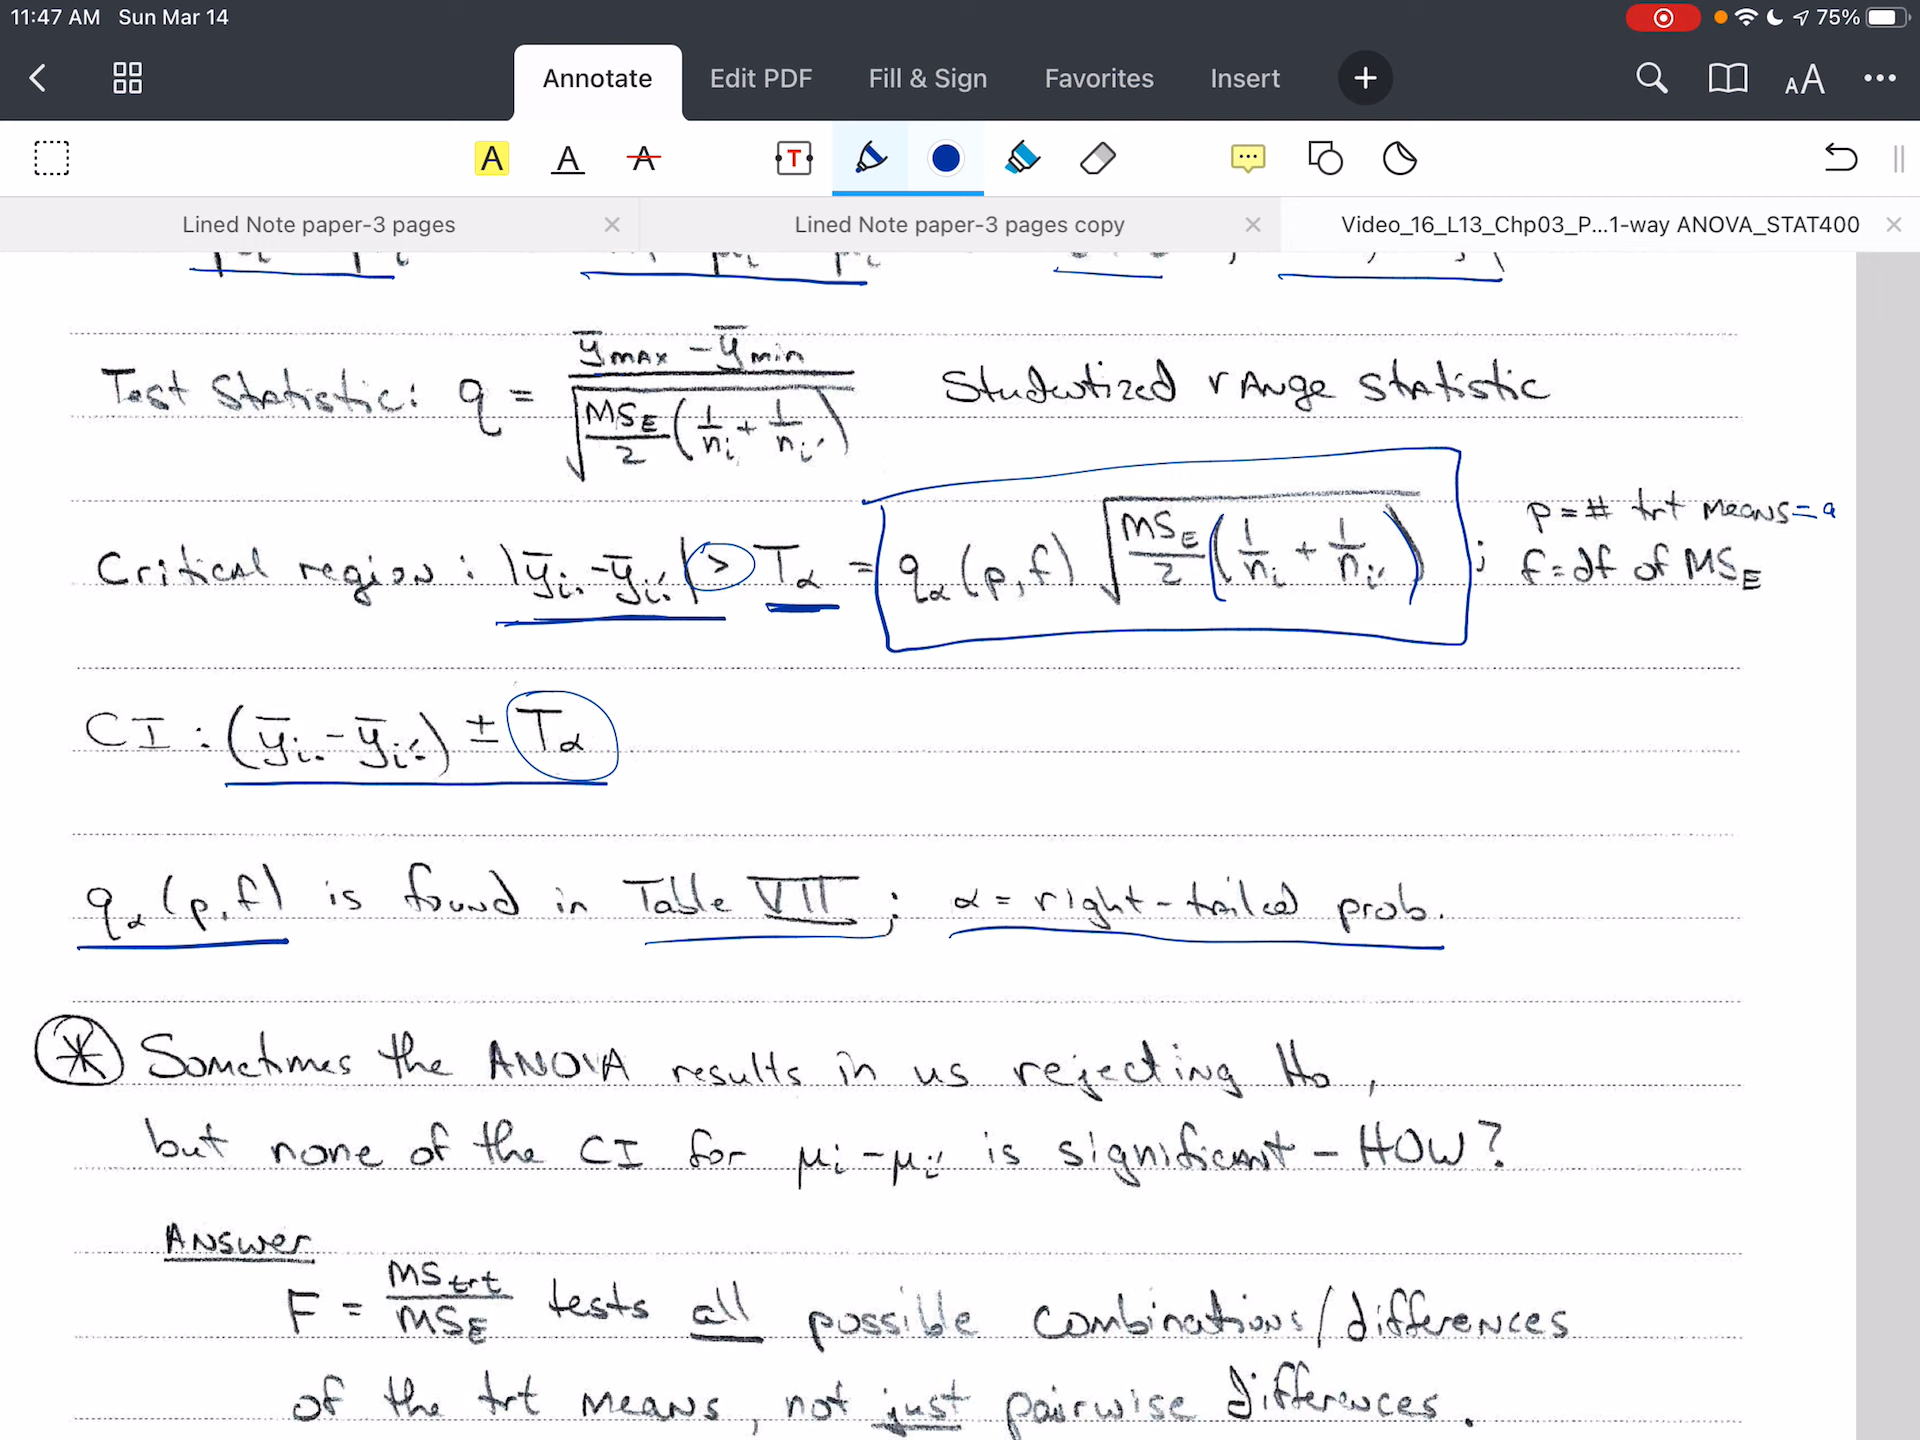 11:47 AM Sun Mar 14
75%
Annotate Edit PDF Fill & Sign Favorites Insert
AA
A A A T
Lined Note paper-3 pages
Lined Note paper-3 pages copy
Video_16_L13_Chp03_P...1-way ANOVA_STAT400
Test Statistic: q = (ȳmax - ȳmin) / √(MSE/2 (1/ni + 1/ni')) Studentized range statistic
Critical region: |ȳi. - ȳi'.| > Tα = qα(p,f) √(MSE/2 (1/ni + 1/ni')) ; p = # trt means = a
f = df of MSE
CI: (ȳi. - ȳi'.) ± Tα
qα(p,f) is found in Table VII ; α = right-tailed prob.
* Sometimes the ANOVA results in us rejecting Ho,
but none of the CI for μi - μi' is significant - HOW?
Answer
F = MStrt/MSE tests all possible combinations/differences
of the trt means, not just pairwise differences.